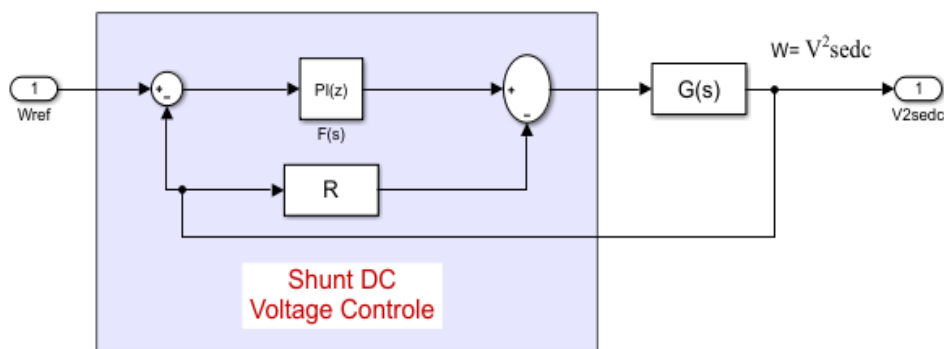 W= V²sedc
1
Wref
+
−
PI(z)
F(s)
+
−
G(s)
1
V2sedc
R
Shunt DC
Voltage Controle